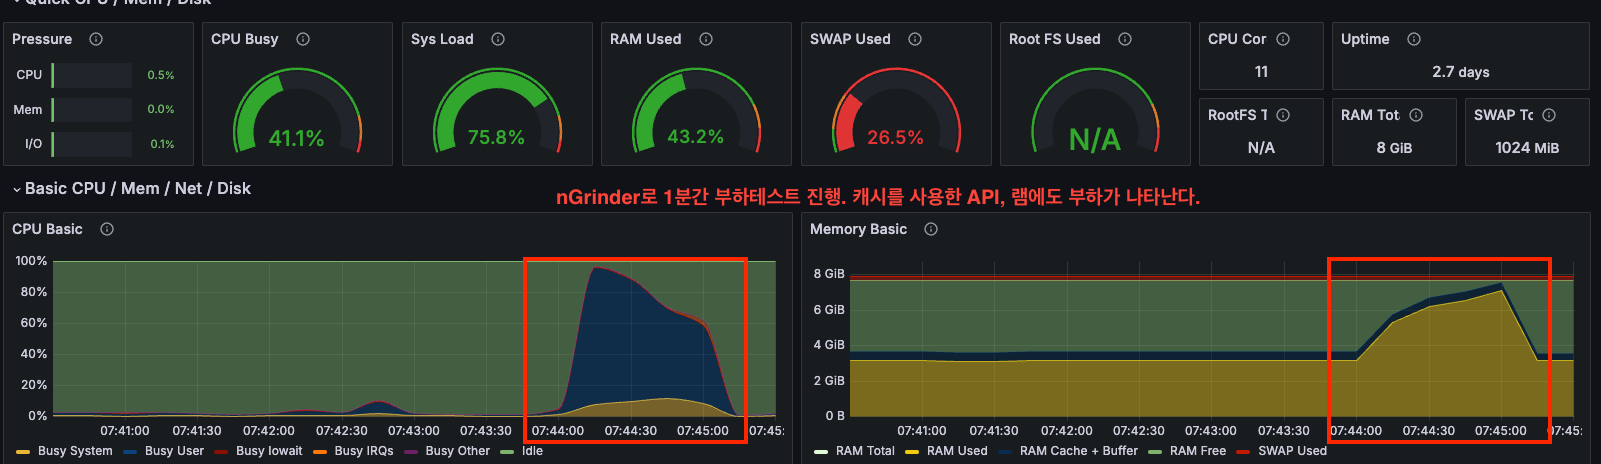 Quick CPU / Mem / Disk
Pressure
CPU 0.5%
Mem 0.0%
I/O 0.1%
CPU Busy
41.1%
Sys Load
75.8%
RAM Used
43.2%
SWAP Used
26.5%
Root FS Used
N/A
CPU Cor
11
Uptime
2.7 days
RootFS T
N/A
RAM Tot
8 GiB
SWAP To
1024 MiB
Basic CPU / Mem / Net / Disk
nGrinder로 1분간 부하테스트 진행. 캐시를 사용한 API, 램에도 부하가 나타난다.
CPU Basic
100%
80%
60%
40%
20%
0%
07:41:00 07:41:30 07:42:00 07:42:30 07:43:00 07:43:30 07:44:00 07:44:30 07:45:00 07:45:
Busy System Busy User Busy Iowait Busy IRQs Busy Other Idle
Memory Basic
8 GiB
6 GiB
4 GiB
2 GiB
0 B
07:41:00 07:41:30 07:42:00 07:42:30 07:43:00 07:43:30 07:44:00 07:44:30 07:45:00 07:45:
RAM Total RAM Used RAM Cache + Buffer RAM Free SWAP Used